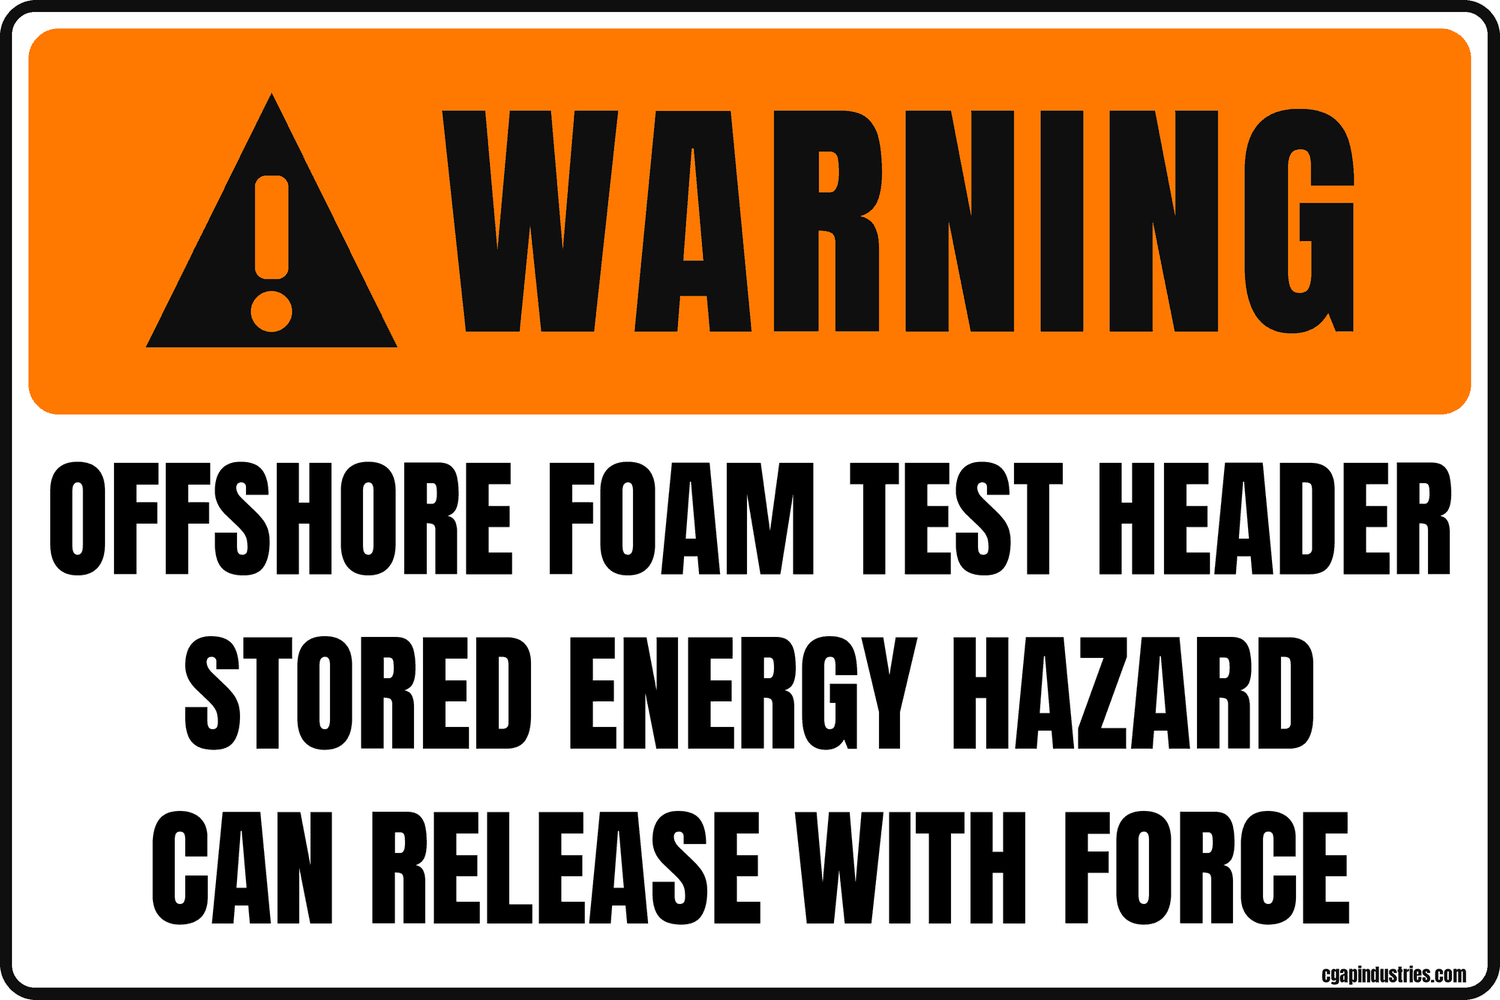 WARNING
OFFSHORE FOAM TEST HEADER
STORED ENERGY HAZARD
CAN RELEASE WITH FORCE
cgapindustries.com